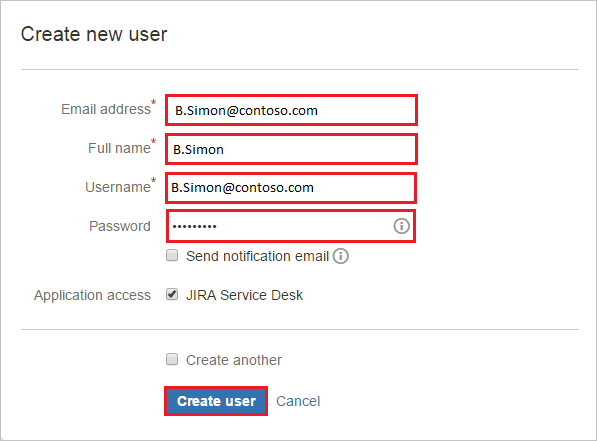 Create new user
Email address* B.Simon@contoso.com
Full name* B.Simon
Username* B.Simon@contoso.com
Password •••••••••
Send notification email
Application access JIRA Service Desk
Create another
Create user Cancel